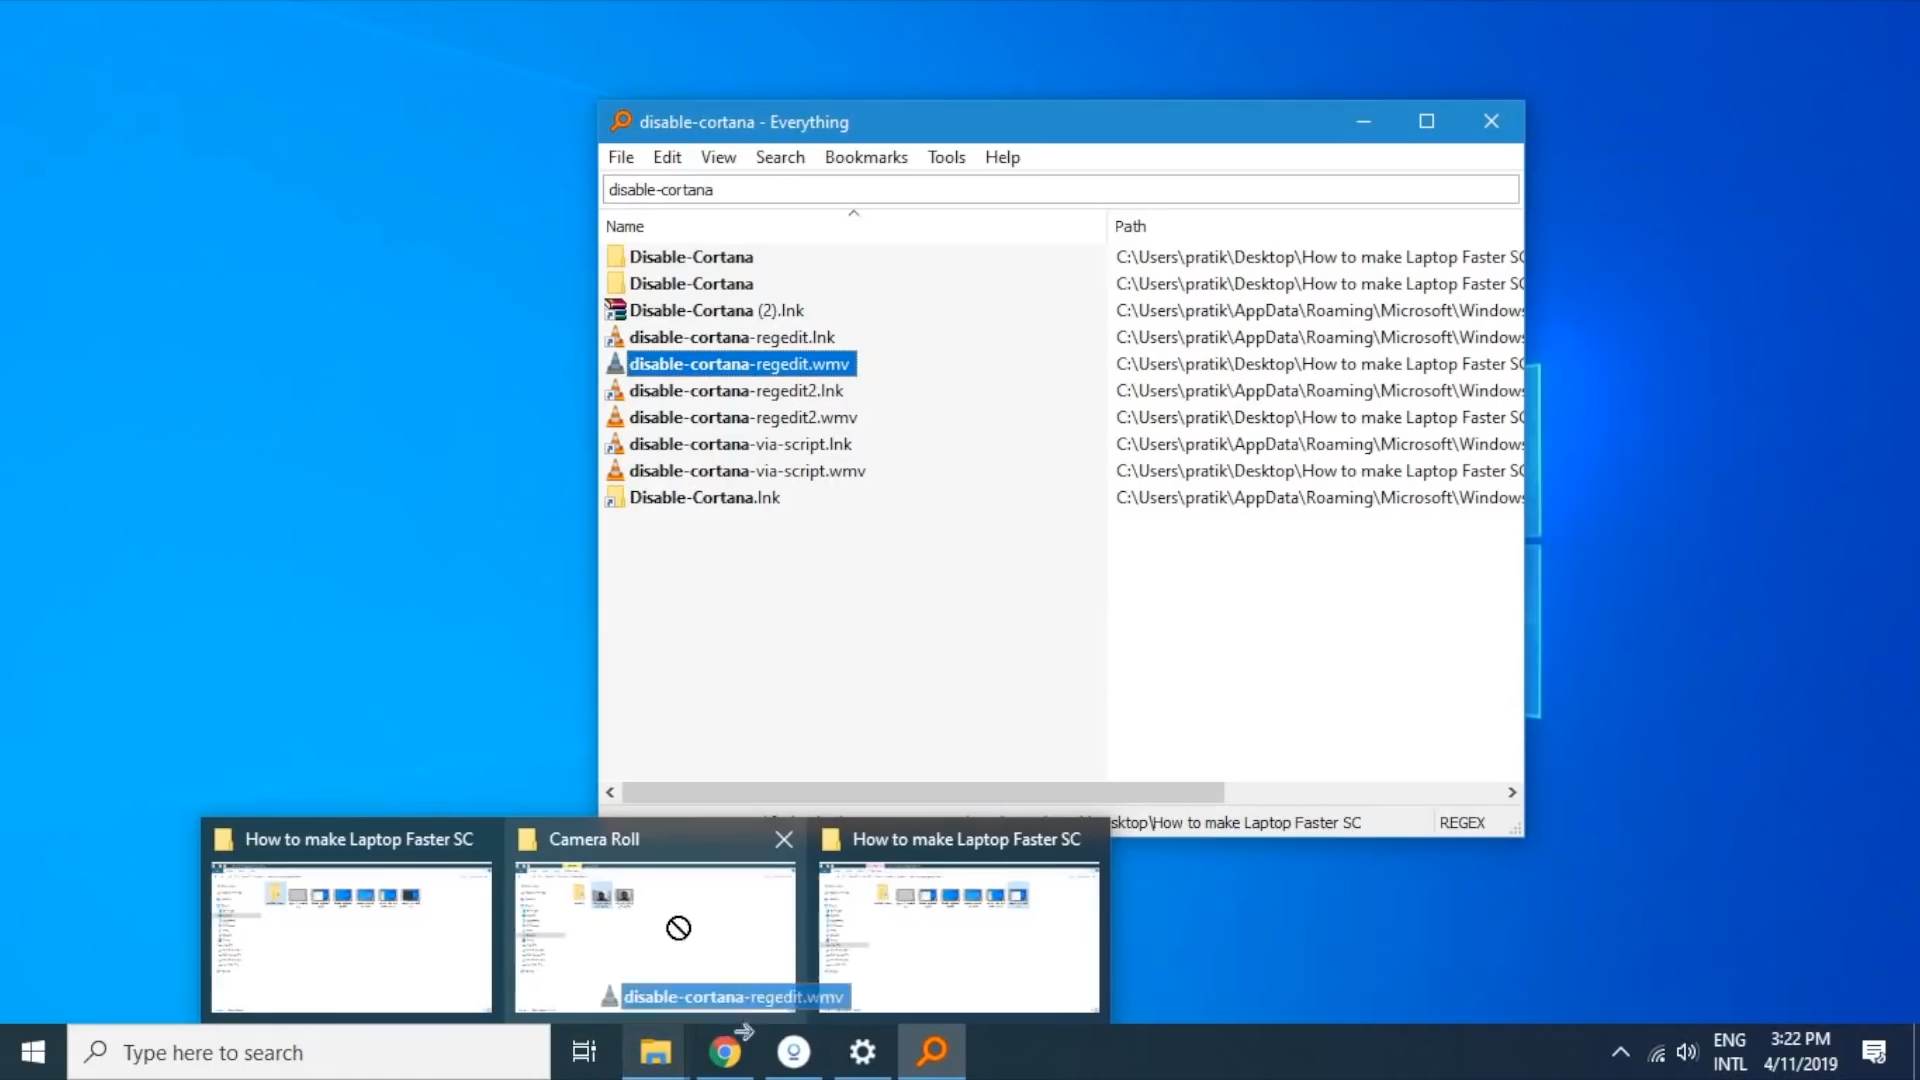 disable-cortana - Everything
File Edit View Search Bookmarks Tools Help
disable-cortana
Name Path
Disable-Cortana C:\Users\pratik\Desktop\How to make Laptop Faster SC
Disable-Cortana C:\Users\pratik\Desktop\How to make Laptop Faster SC
Disable-Cortana (2).lnk C:\Users\pratik\AppData\Roaming\Microsoft\Windows
disable-cortana-regedit.lnk C:\Users\pratik\AppData\Roaming\Microsoft\Windows
disable-cortana-regedit.wmv C:\Users\pratik\Desktop\How to make Laptop Faster SC
disable-cortana-regedit2.lnk C:\Users\pratik\AppData\Roaming\Microsoft\Windows
disable-cortana-regedit2.wmv C:\Users\pratik\Desktop\How to make Laptop Faster SC
disable-cortana-via-script.lnk C:\Users\pratik\AppData\Roaming\Microsoft\Windows
disable-cortana-via-script.wmv C:\Users\pratik\Desktop\How to make Laptop Faster SC
Disable-Cortana.lnk C:\Users\pratik\AppData\Roaming\Microsoft\Windows
sktop\How to make Laptop Faster SC REGEX
How to make Laptop Faster SC Camera Roll How to make Laptop Faster SC
disable-cortana-regedit.wmv
Type here to search
ENG 3:22 PM
INTL 4/11/2019